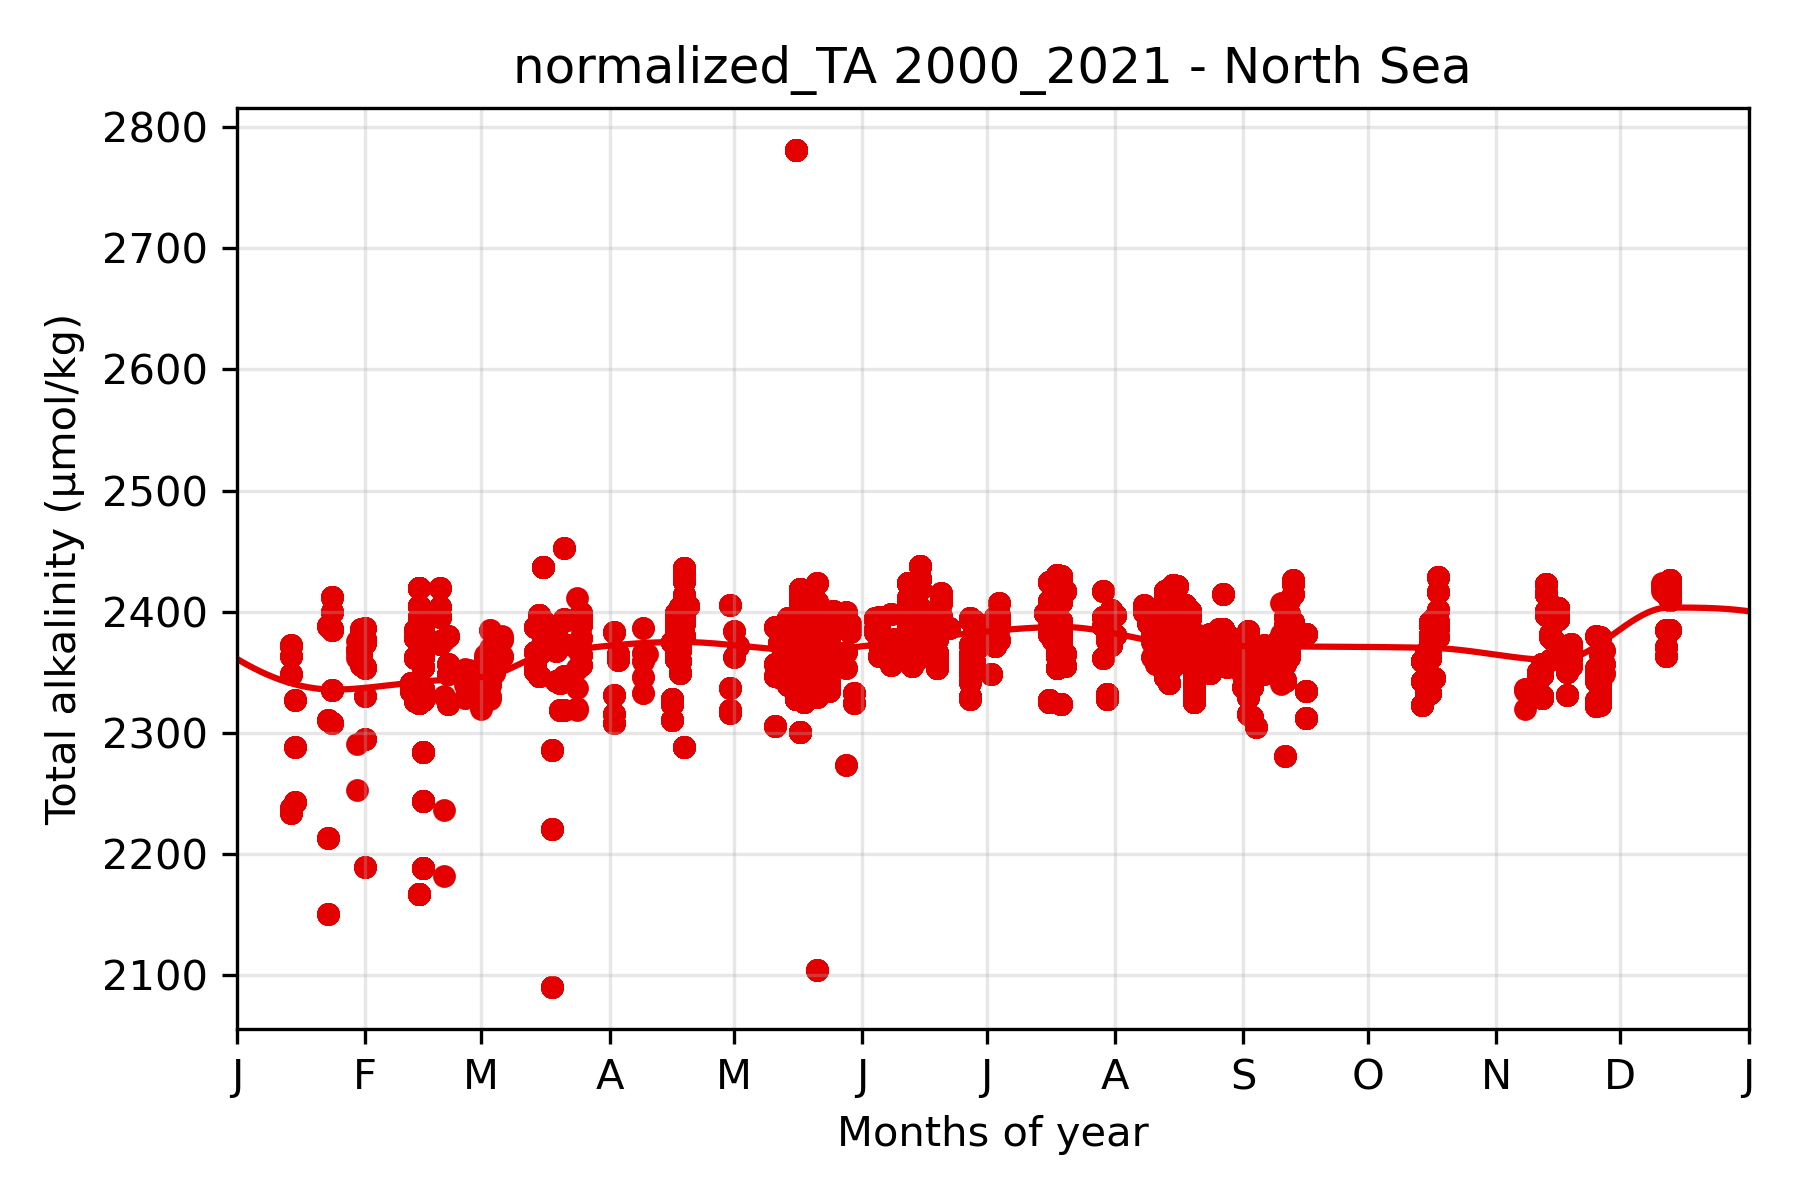 normalized_TA 2000_2021 - North Sea
Total alkalinity (µmol/kg)
2800
2700
2600
2500
2400
2300
2200
2100
J F M A M J J A S O N D J
Months of year